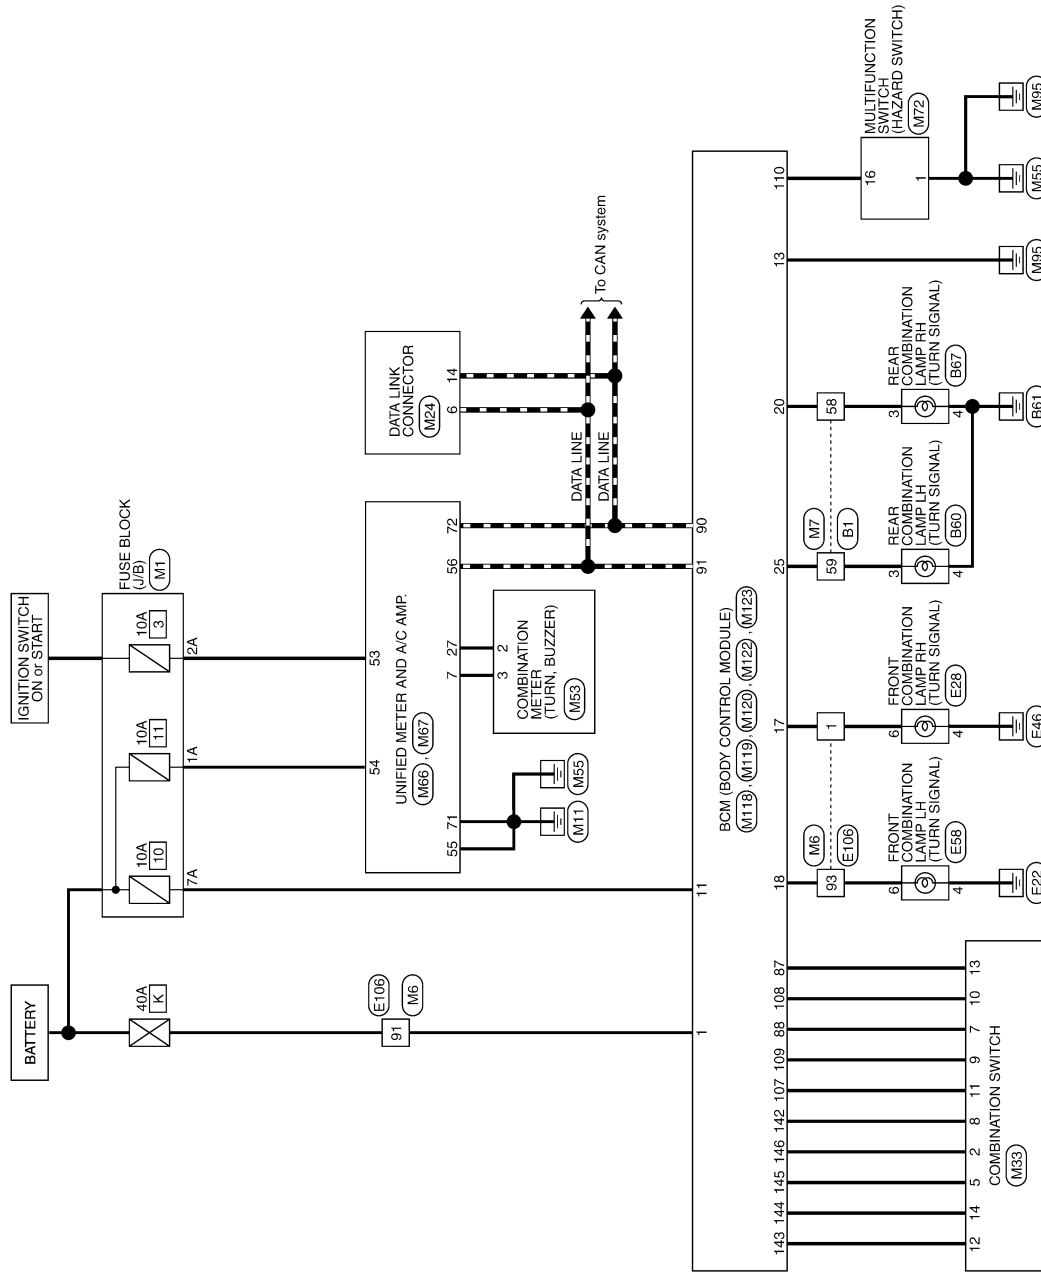 BATTERY
IGNITION SWITCH
ON or START
40A
K
FUSE BLOCK
(J/B)
M1
10A
10
10A
11
10A
3
7A
1A
2A
E106
91
M6
54
53
UNIFIED METER AND A/C AMP.
M66 , M67
55
71
7
27
56
72
M11
M55
3
2
COMBINATION
METER
(TURN, BUZZER)
M53
DATA LINK
CONNECTOR
M24
6
14
DATA LINE
DATA LINE
To CAN system
1
11
91
90
BCM (BODY CONTROL MODULE)
M118 , M119 , M120 , M122 , M123
143
144
145
146
142
107
109
88
108
87
18
17
25
20
13
110
12
14
5
2
8
11
9
7
10
13
COMBINATION SWITCH
M33
93
M6
E106
1
59
M7
B1
58
6
FRONT
COMBINATION
LAMP LH
(TURN SIGNAL)
E58
4
E22
6
FRONT
COMBINATION
LAMP RH
(TURN SIGNAL)
E28
4
E46
3
REAR
COMBINATION
LAMP LH
(TURN SIGNAL)
B60
4
3
REAR
COMBINATION
LAMP RH
(TURN SIGNAL)
B67
4
B61
M95
16
1
MULTIFUNCTION
SWITCH
(HAZARD SWITCH)
M72
M55
M95